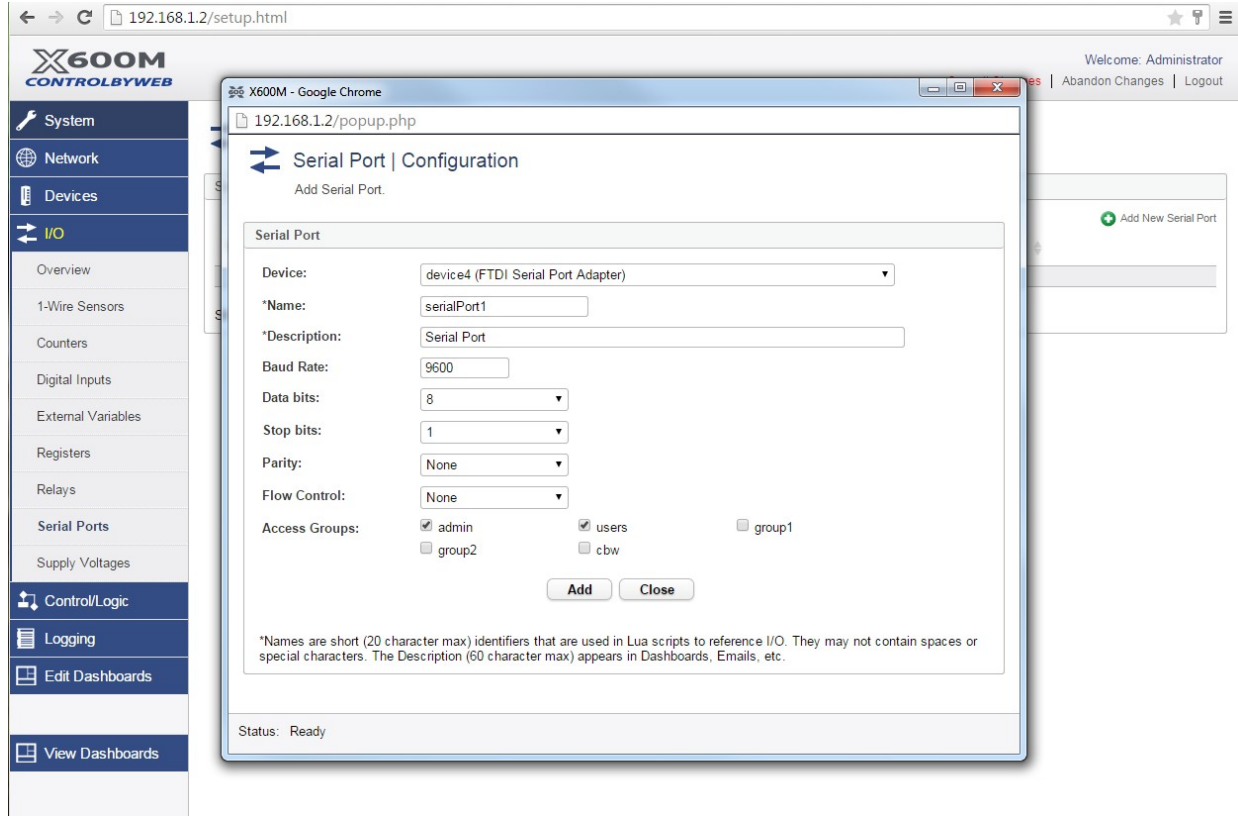 192.168.1.2/setup.html
X600M
CONTROLBYWEB
Welcome: Administrator
Abandon Changes | Logout
System
Network
Devices
I/O
Overview
1-Wire Sensors
Counters
Digital Inputs
External Variables
Registers
Relays
Serial Ports
Supply Voltages
Control/Logic
Logging
Edit Dashboards
View Dashboards
Add New Serial Port
X600M - Google Chrome
192.168.1.2/popup.php
Serial Port | Configuration
Add Serial Port.
Serial Port
Device: device4 (FTDI Serial Port Adapter)
*Name: serialPort1
*Description: Serial Port
Baud Rate: 9600
Data bits: 8
Stop bits: 1
Parity: None
Flow Control: None
Access Groups: admin users group1
group2 cbw
Add Close
*Names are short (20 character max) identifiers that are used in Lua scripts to reference I/O. They may not contain spaces or
special characters. The Description (60 character max) appears in Dashboards, Emails, etc.
Status: Ready